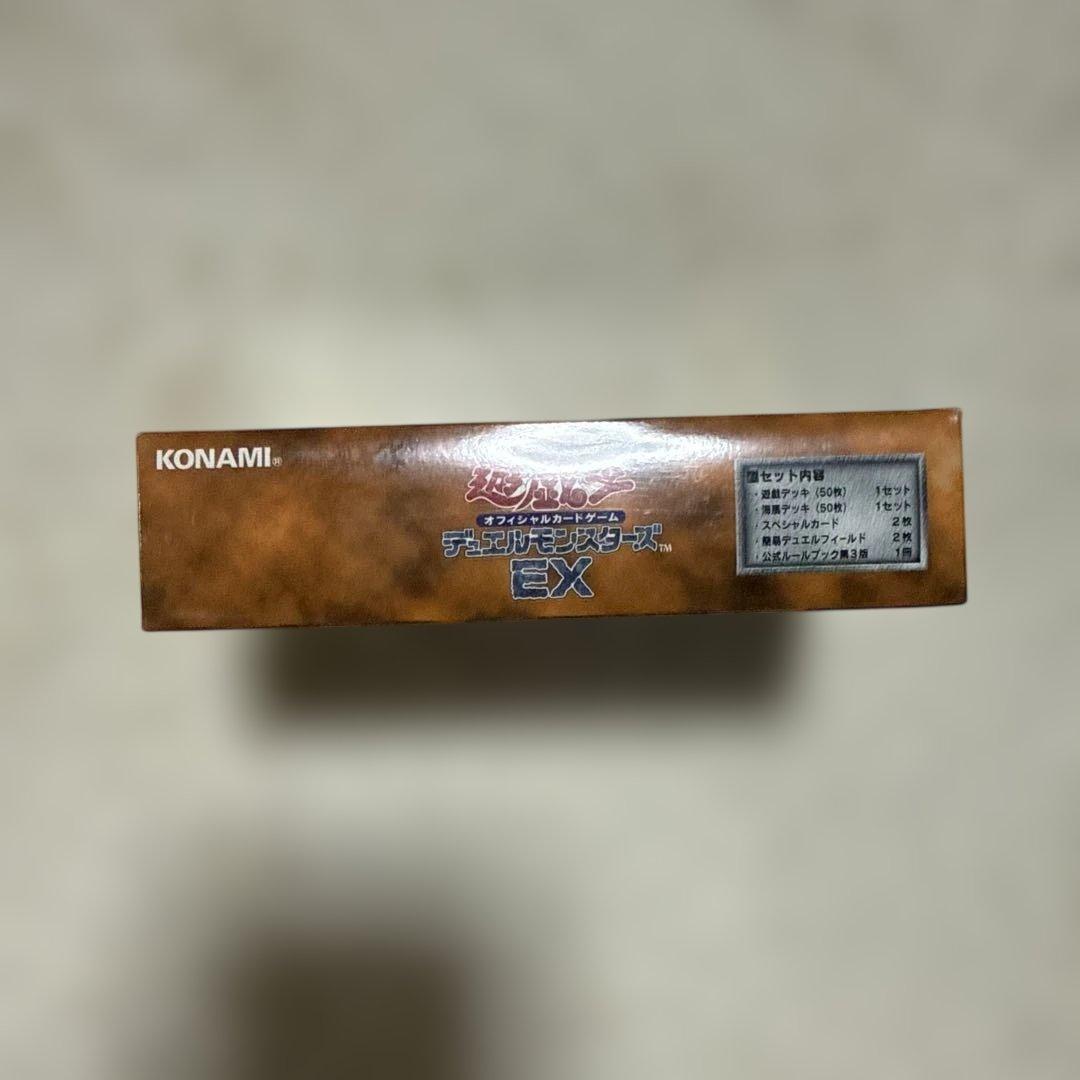 KONAMI®
遊戯王
オフィシャルカードゲーム
デュエルモンスターズ™
EX
セット内容
・遊戯デッキ（50枚） 1セット
・海馬デッキ（50枚） 1セット
・スペシャルカード 2枚
・簡易デュエルフィールド 2枚
・公式ルールブック第3版 1冊